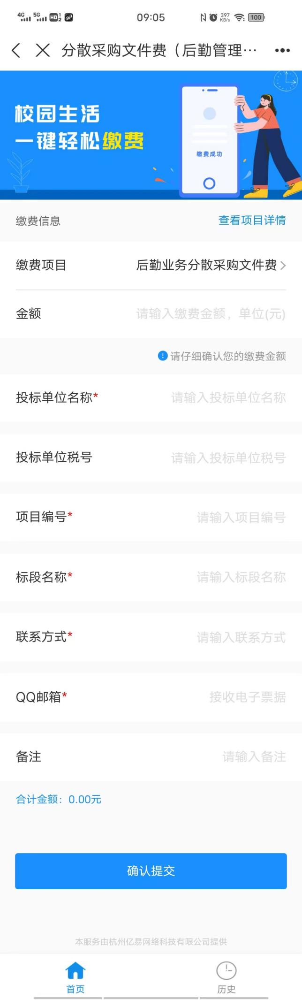 4G 5G HD 1 2 09:05 397 KB/s 100
分散采购文件费（后勤管理···
校园生活
一键轻松缴费
缴费成功
缴费信息 查看项目详情
缴费项目 后勤业务分散采购文件费
金额 请输入缴费金额，单位(元)
请仔细确认您的缴费金额
投标单位名称* 请输入投标单位名称
投标单位税号 请输入投标单位税号
项目编号* 请输入项目编号
标段名称* 请输入标段名称
联系方式* 请输入联系方式
QQ邮箱* 接收电子票据
备注 请输入备注
合计金额：0.00元
确认提交
本服务由杭州亿易网络科技有限公司提供
首页 历史